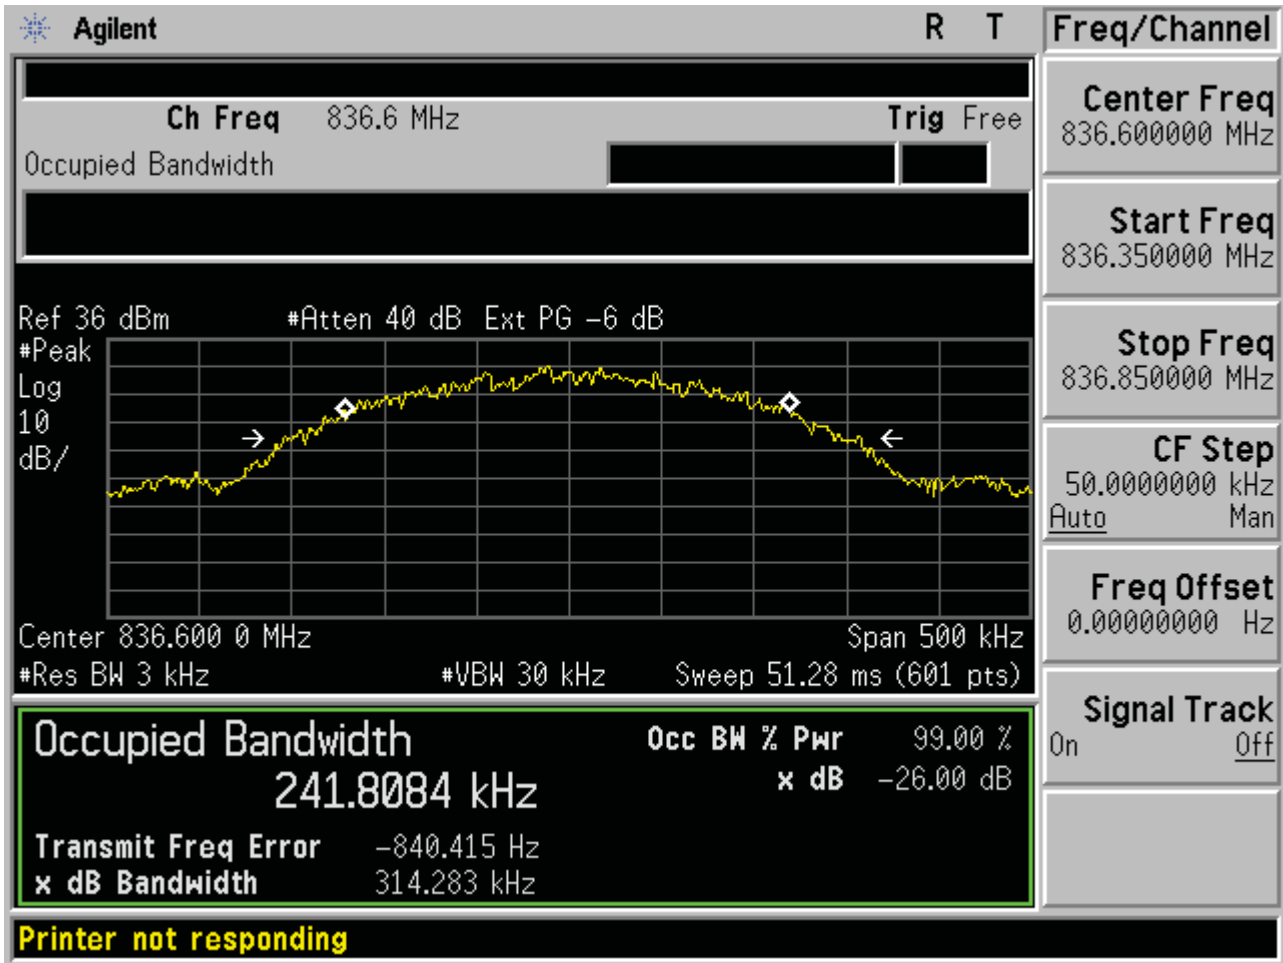 Agilent R T
Freq/Channel
Ch Freq 836.6 MHz Trig Free
Occupied Bandwidth
Center Freq
836.600000 MHz
Start Freq
836.350000 MHz
Stop Freq
836.850000 MHz
CF Step
50.0000000 kHz
Auto Man
Freq Offset
0.00000000 Hz
Signal Track
On Off
Ref 36 dBm #Atten 40 dB Ext PG -6 dB
#Peak
Log
10
dB/
Center 836.600 0 MHz Span 500 kHz
#Res BW 3 kHz #VBW 30 kHz Sweep 51.28 ms (601 pts)
Occupied Bandwidth Occ BW % Pwr 99.00 %
241.8084 kHz x dB -26.00 dB
Transmit Freq Error -840.415 Hz
x dB Bandwidth 314.283 kHz
Printer not responding